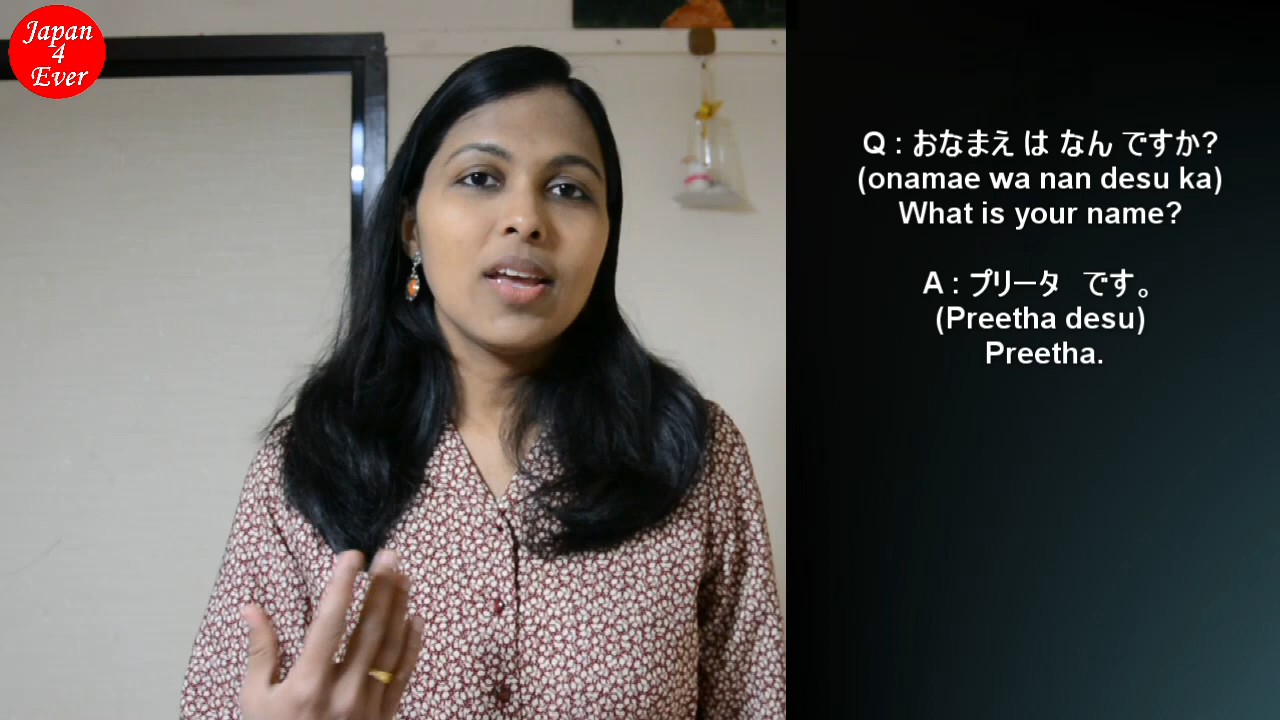 Japan
4
Ever
Q : おなまえ は なん ですか?
(onamae wa nan desu ka)
What is your name?
A : プリータ　です。
(Preetha desu)
Preetha.